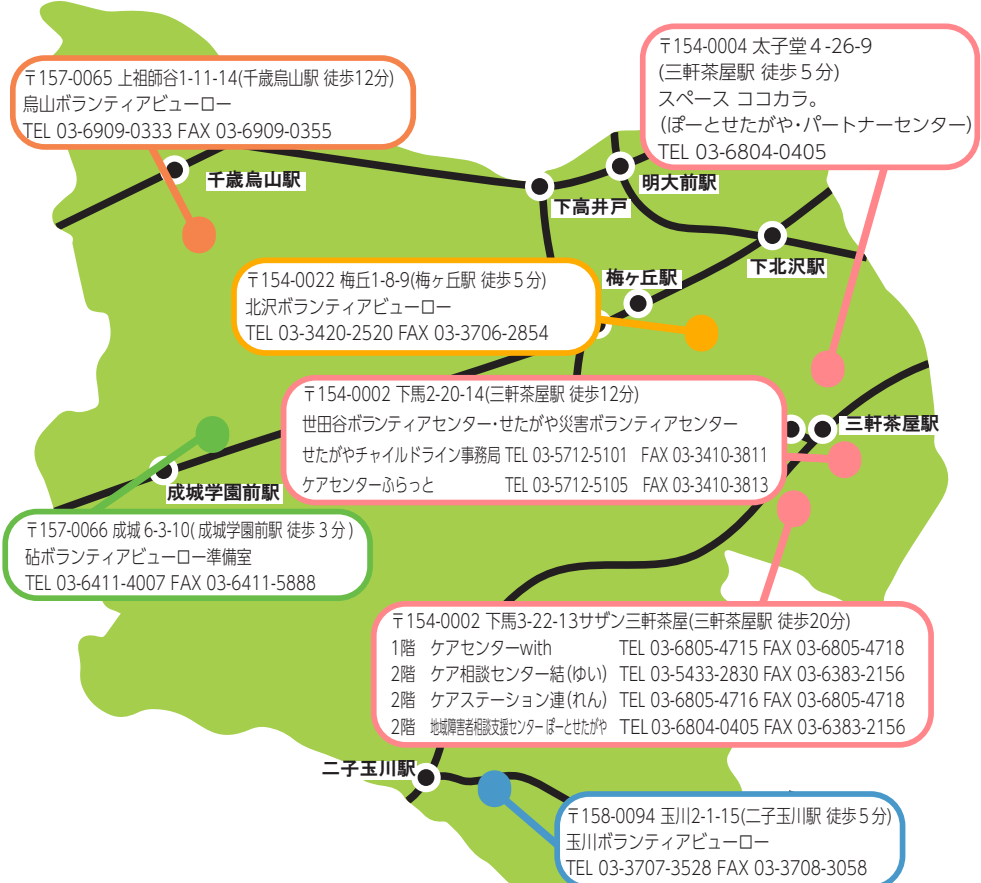 〒157-0065 上祖師谷1-11-14(千歳烏山駅 徒歩12分)
烏山ボランティアビューロー
TEL 03-6909-0333 FAX 03-6909-0355
〒154-0004 太子堂4-26-9
(三軒茶屋駅 徒歩5分)
スペース ココカラ。
(ぽーとせたがや・パートナーセンター)
TEL 03-6804-0405
千歳烏山駅
下高井戸
明大前駅
下北沢駅
梅ヶ丘駅
〒154-0022 梅丘1-8-9(梅ヶ丘駅 徒歩5分)
北沢ボランティアビューロー
TEL 03-3420-2520 FAX 03-3706-2854
〒154-0002 下馬2-20-14(三軒茶屋駅 徒歩12分)
世田谷ボランティアセンター・せたがや災害ボランティアセンター
せたがやチャイルドライン事務局 TEL 03-5712-5101 FAX 03-3410-3811
ケアセンターふらっと TEL 03-5712-5105 FAX 03-3410-3813
三軒茶屋駅
成城学園前駅
〒157-0066 成城6-3-10(成城学園前駅 徒歩3分)
砧ボランティアビューロー準備室
TEL 03-6411-4007 FAX 03-6411-5888
〒154-0002 下馬3-22-13サザン三軒茶屋(三軒茶屋駅 徒歩20分)
1階 ケアセンターwith TEL 03-6805-4715 FAX 03-6805-4718
2階 ケア相談センター結(ゆい) TEL 03-5433-2830 FAX 03-6383-2156
2階 ケアステーション連(れん) TEL 03-6805-4716 FAX 03-6805-4718
2階 地域障害者相談支援センターぽーとせたがや TEL 03-6804-0405 FAX 03-6383-2156
二子玉川駅
〒158-0094 玉川2-1-15(二子玉川駅 徒歩5分)
玉川ボランティアビューロー
TEL 03-3707-3528 FAX 03-3708-3058